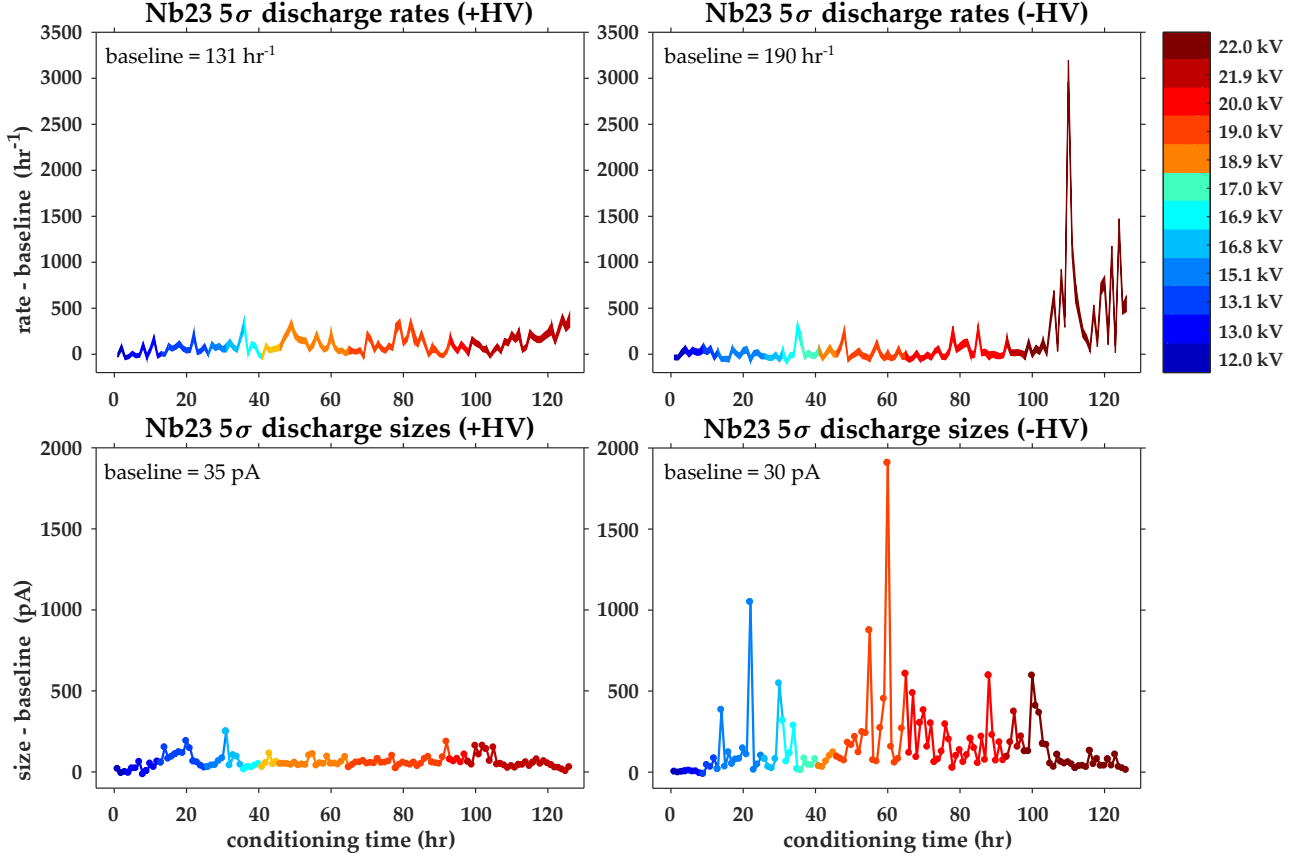 Nb23 5σ discharge rates (+HV)
Nb23 5σ discharge rates (-HV)
baseline = 131 hr⁻¹
baseline = 190 hr⁻¹
rate - baseline (hr⁻¹)
3500
3000
2500
2000
1500
1000
500
0
0 20 40 60 80 100 120
3500
3000
2500
2000
1500
1000
500
0
0 20 40 60 80 100 120
22.0 kV
21.9 kV
20.0 kV
19.0 kV
18.9 kV
17.0 kV
16.9 kV
16.8 kV
15.1 kV
13.1 kV
13.0 kV
12.0 kV
Nb23 5σ discharge sizes (+HV)
Nb23 5σ discharge sizes (-HV)
baseline = 35 pA
baseline = 30 pA
size - baseline (pA)
2000
1500
1000
500
0
0 20 40 60 80 100 120
conditioning time (hr)
2000
1500
1000
500
0
0 20 40 60 80 100 120
conditioning time (hr)